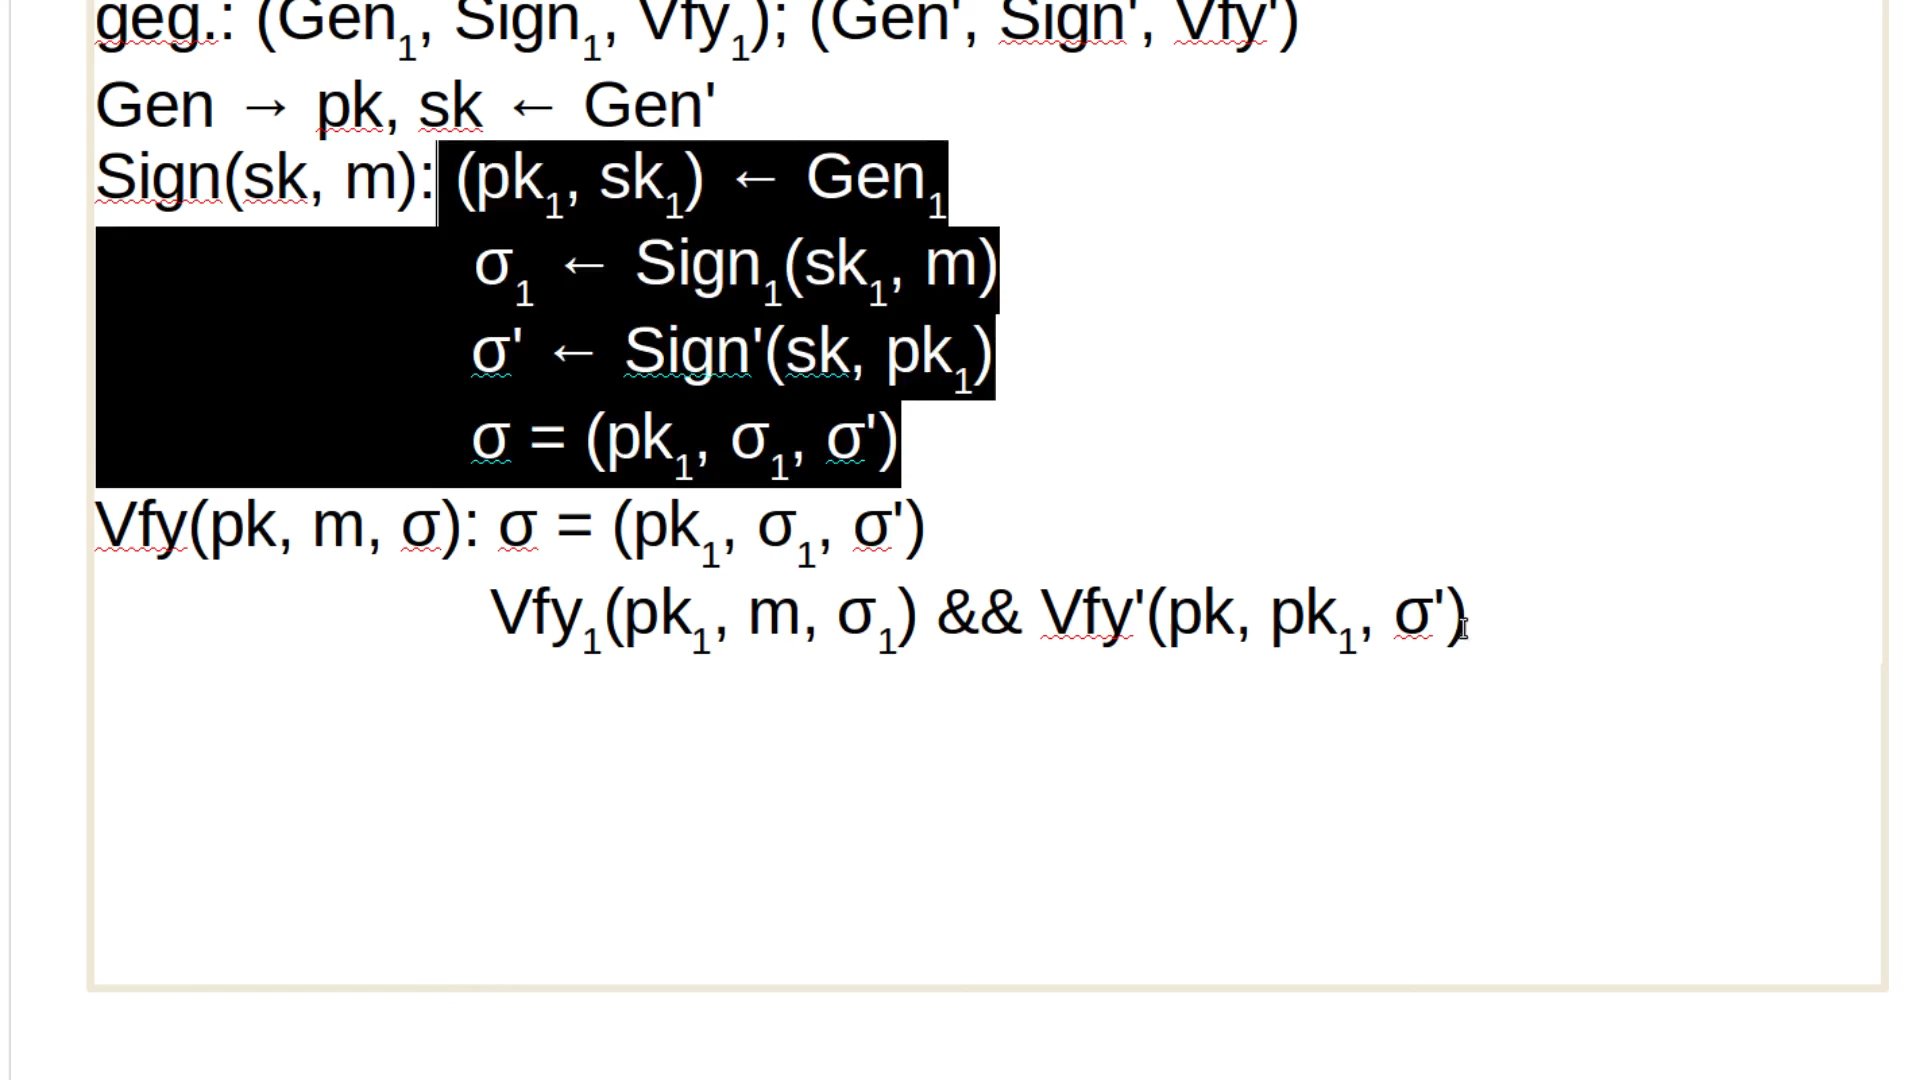 geg.: (Gen₁, Sign₁, Vfy₁); (Gen', Sign', Vfy')
Gen → pk, sk ← Gen'
Sign(sk, m): (pk₁, sk₁) ← Gen₁
σ₁ ← Sign₁(sk₁, m)
σ' ← Sign'(sk, pk₁)
σ = (pk₁, σ₁, σ')
Vfy(pk, m, σ): σ = (pk₁, σ₁, σ')
Vfy₁(pk₁, m, σ₁) && Vfy'(pk, pk₁, σ')